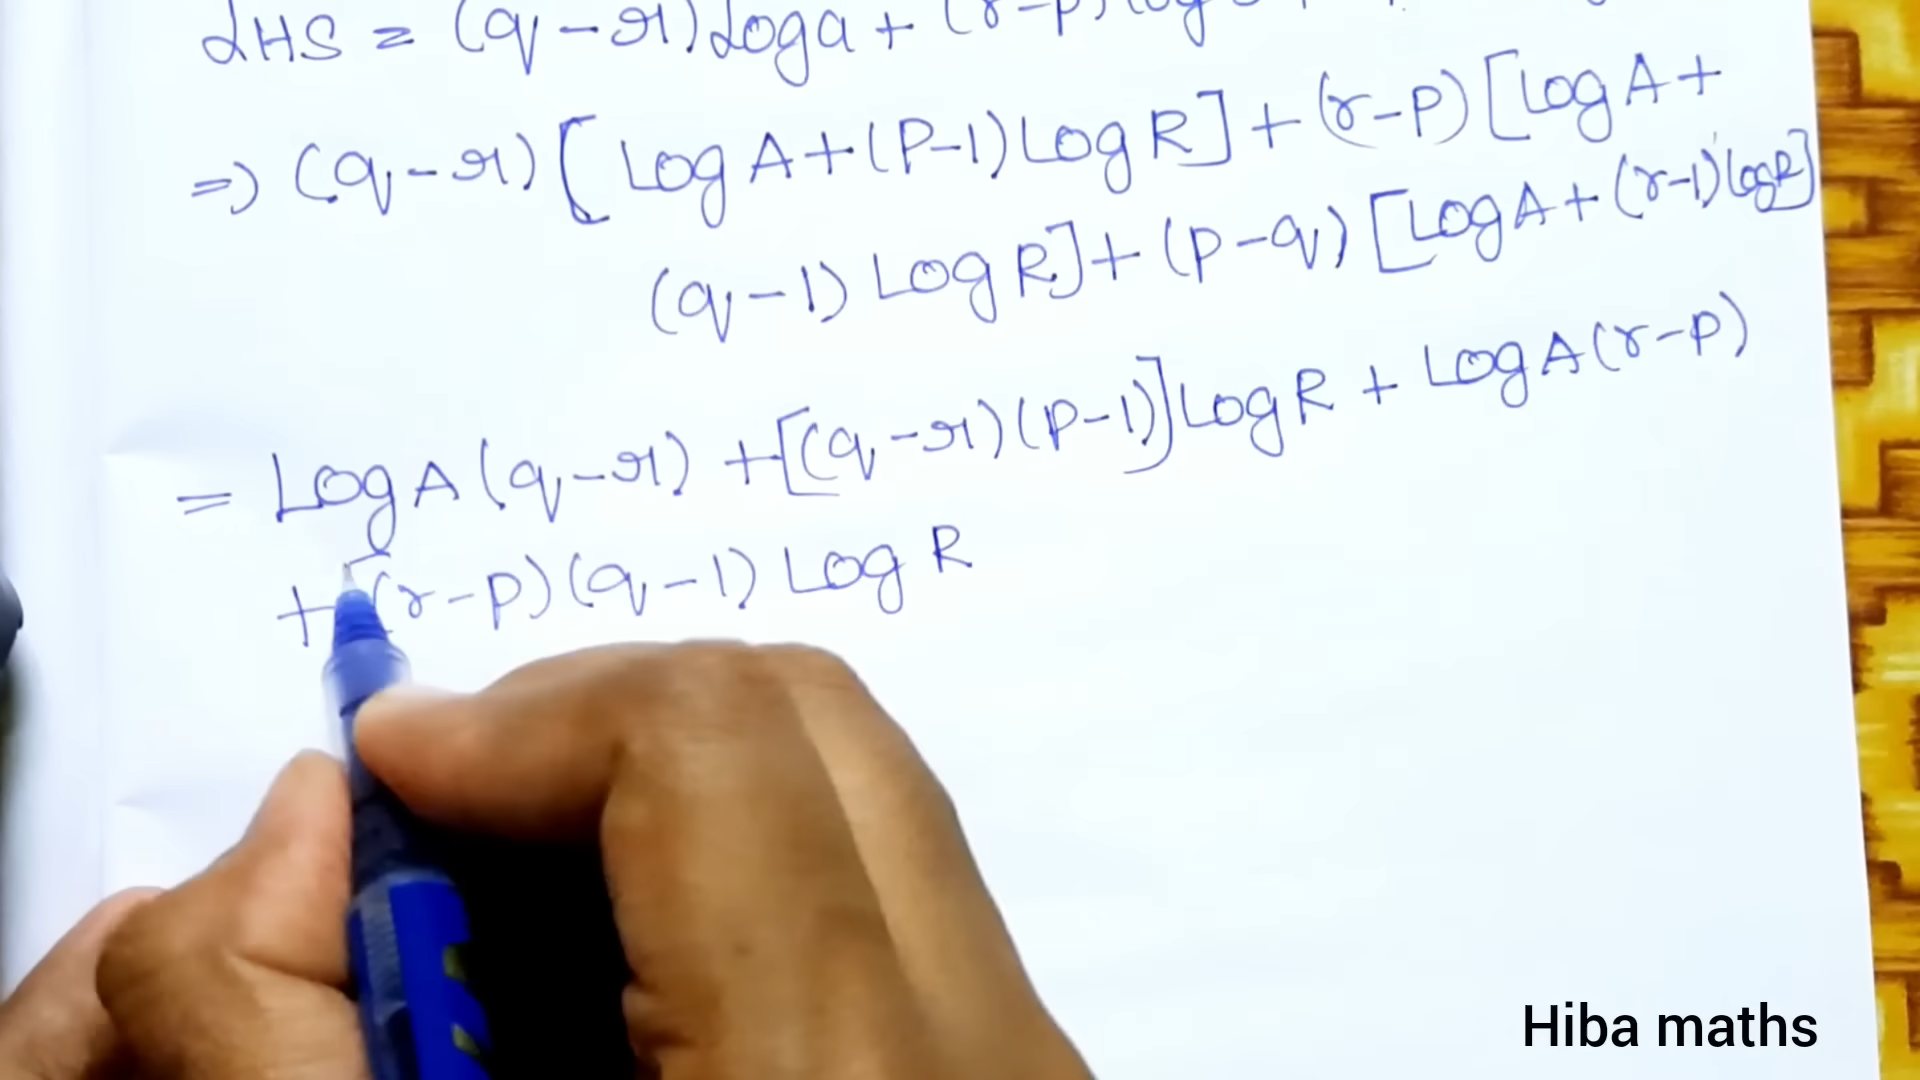 LHS = (q-r)Loga + (r-p) log
=> (q-r)[Log A+(P-1)Log R]+(r-p)[Log A+
(q-1) Log R]+(p-q)[Log A+(r-1)log R]
= Log A(q-r) +[(q-r)(p-1)]Log R + Log A(r-p)
+[(r-p)(q-1) Log R
Hiba maths